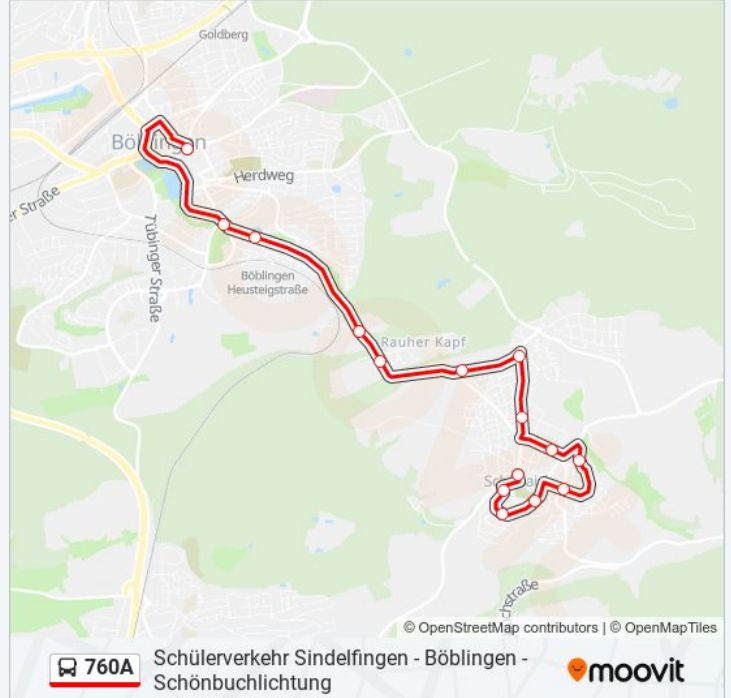 Goldberg
Böblingen
Herdweg
er Straße
Tübinger Straße
Böblingen
Heusteigstraße
Rauher Kapf
chstraße
© OpenStreetMap contributors | © OpenMapTiles
760A
Schülerverkehr Sindelfingen - Böblingen -
Schönbuchlichtung
moovit